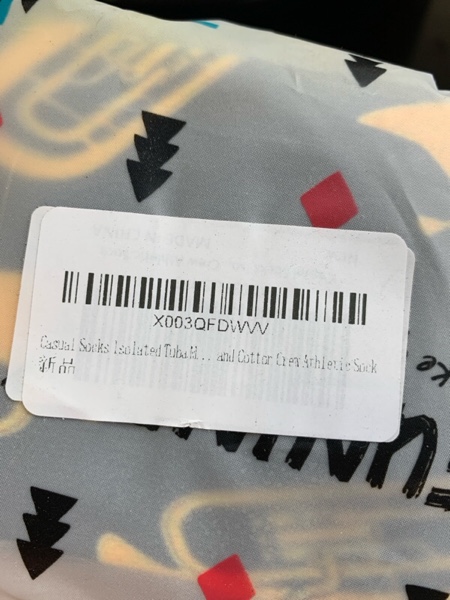 X003QFDWVV
Casual Socks Isolated Tuba M... and Cotton Crew Athletic Sock
新品